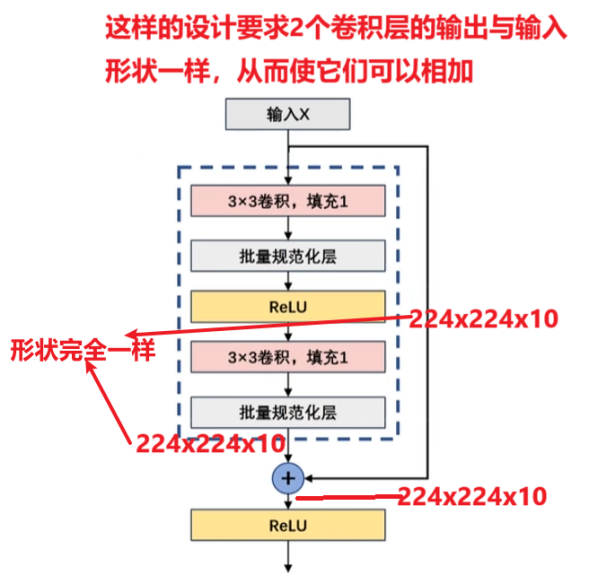 这样的设计要求2个卷积层的输出与输入
形状一样，从而使它们可以相加
输入X
3×3卷积，填充1
批量规范化层
ReLU
224x224x10
形状完全一样
3×3卷积，填充1
批量规范化层
224x224x10
+
224x224x10
ReLU